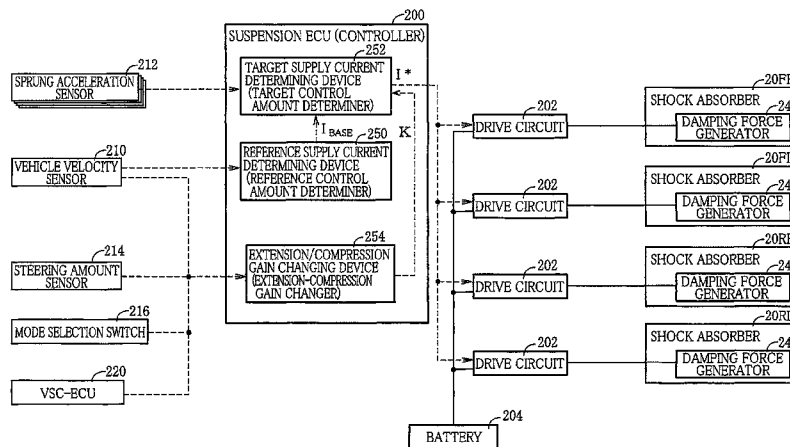 200
SUSPENSION ECU (CONTROLLER)
252
TARGET SUPPLY CURRENT
DETERMINING DEVICE
(TARGET CONTROL
AMOUNT DETERMINER)
I*
I BASE
K
250
REFERENCE SUPPLY CURRENT
DETERMINING DEVICE
(REFERENCE CONTROL
AMOUNT DETERMINER)
254
EXTENSION/COMPRESSION
GAIN CHANGING DEVICE
(EXTENSION-COMPRESSION
GAIN CHANGER)
212
SPRUNG ACCELERATION
SENSOR
210
VEHICLE VELOCITY
SENSOR
214
STEERING AMOUNT
SENSOR
216
MODE SELECTION SWITCH
220
VSC-ECU
202
DRIVE CIRCUIT
202
DRIVE CIRCUIT
202
DRIVE CIRCUIT
202
DRIVE CIRCUIT
204
BATTERY
SHOCK ABSORBER
DAMPING FORCE
GENERATOR
SHOCK ABSORBER
DAMPING FORCE
GENERATOR
SHOCK ABSORBER
DAMPING FORCE
GENERATOR
SHOCK ABSORBER
DAMPING FORCE
GENERATOR